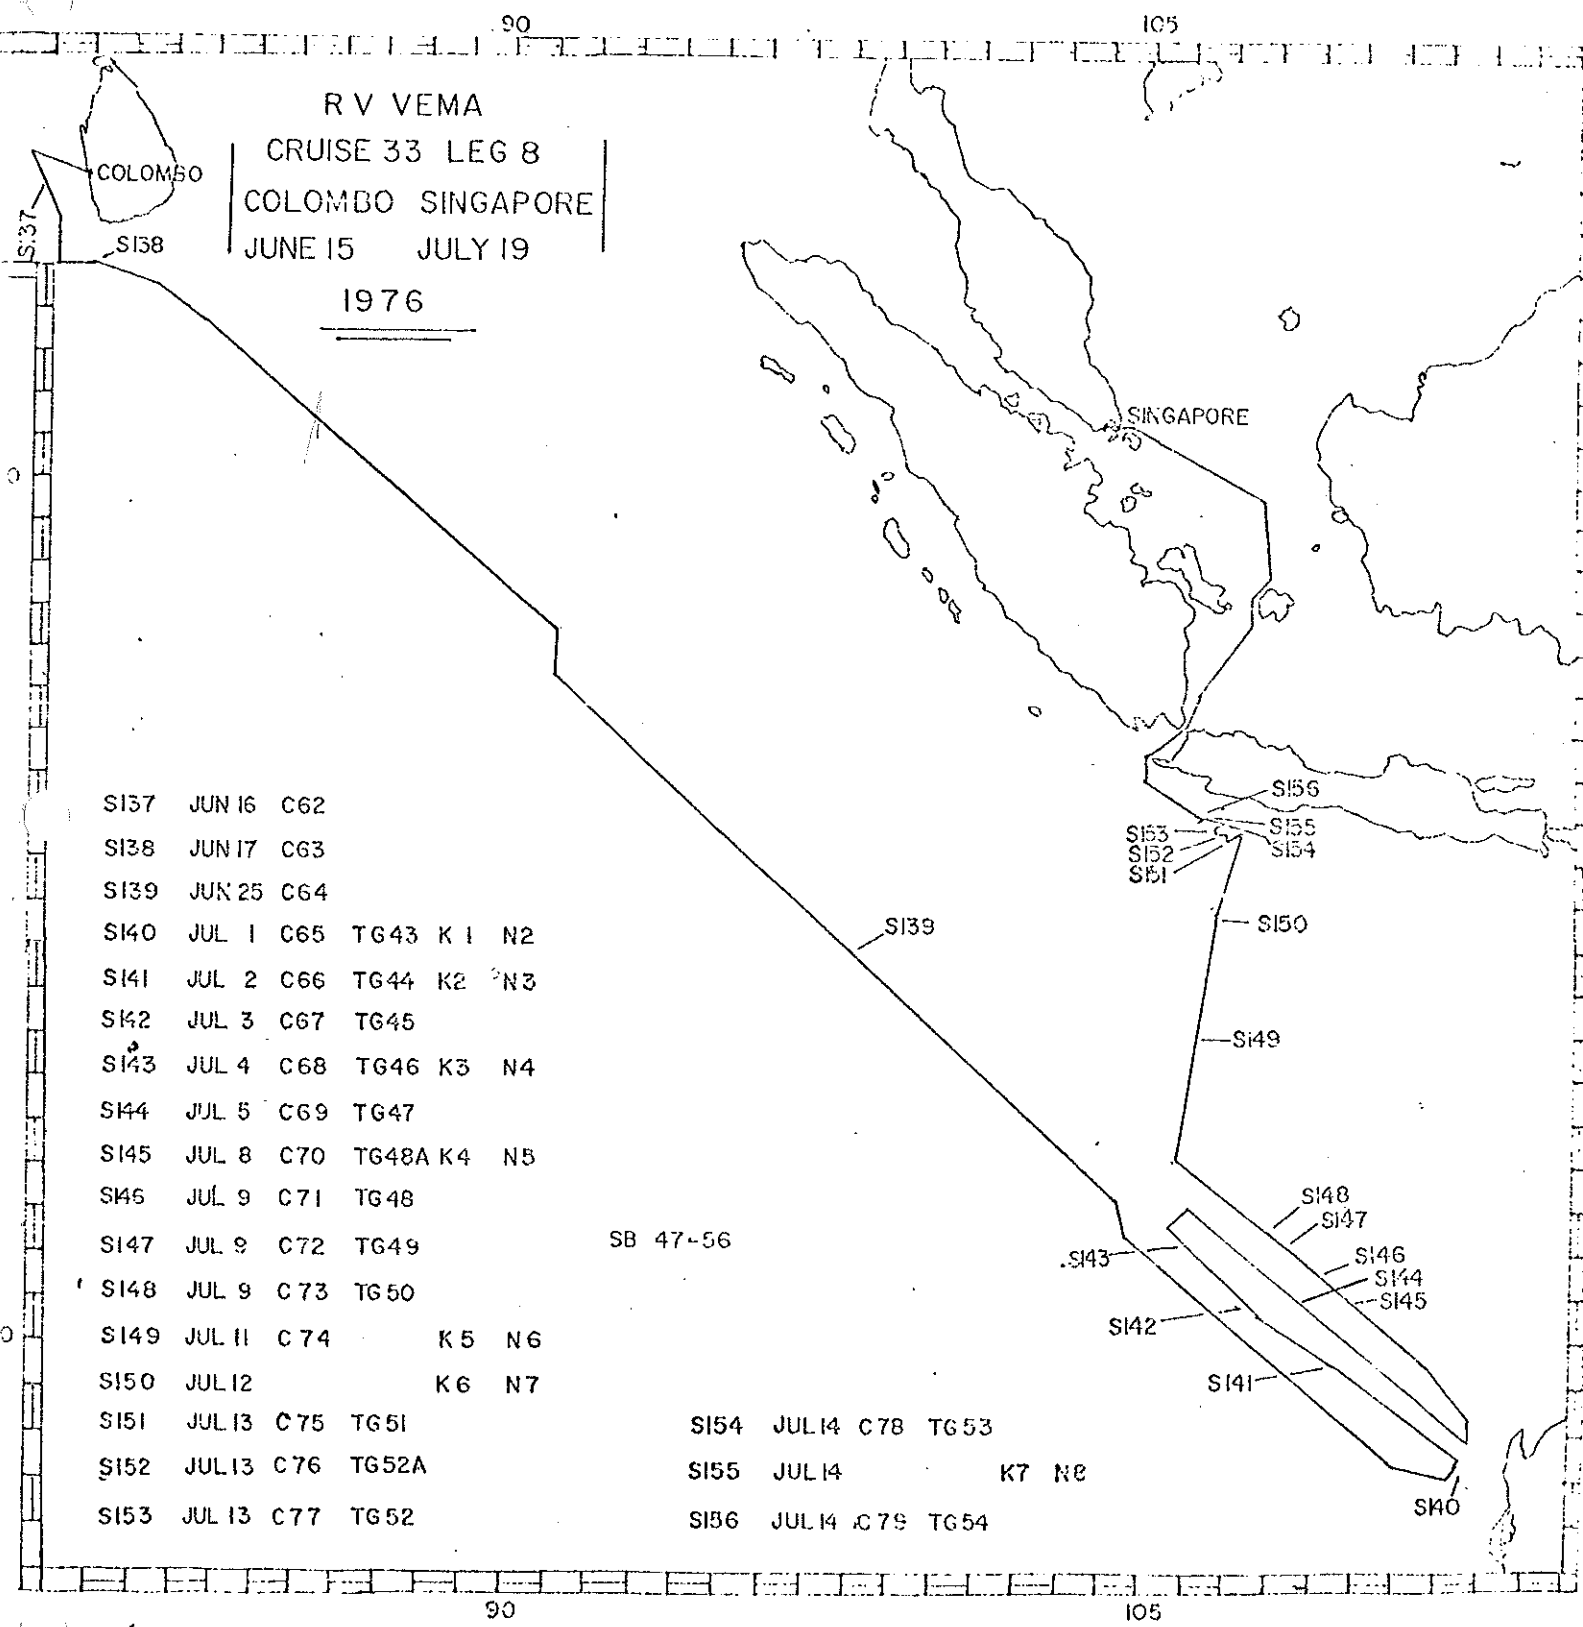 90 105
R V VEMA
CRUISE 33 LEG 8
COLOMBO SINGAPORE
JUNE 15 JULY 19
1976
COLOMBO
S137
S138
SINGAPORE
0
S156
S155
S154
S153
S152
S151
S150
S139
S149
S148
S147
S146
S144
S145
S143
S142
S141
S140
S137 JUN 16 C62
S138 JUN 17 C63
S139 JUN 25 C64
S140 JUL 1 C65 TG43 K 1 N2
S141 JUL 2 C66 TG44 K2 N3
S142 JUL 3 C67 TG45
S143 JUL 4 C68 TG46 K3 N4
S144 JUL 5 C69 TG47
S145 JUL 8 C70 TG48A K4 N5
S146 JUL 9 C71 TG48
S147 JUL 9 C72 TG49
SB 47-56
S148 JUL 9 C73 TG50
0
S149 JUL 11 C74 K5 N6
S150 JUL 12 K6 N7
S151 JUL 13 C75 TG51
S152 JUL 13 C76 TG52A
S153 JUL 13 C77 TG52
S154 JUL 14 C78 TG53
S155 JUL 14 K7 N8
S156 JUL 14 C79 TG54
90 105